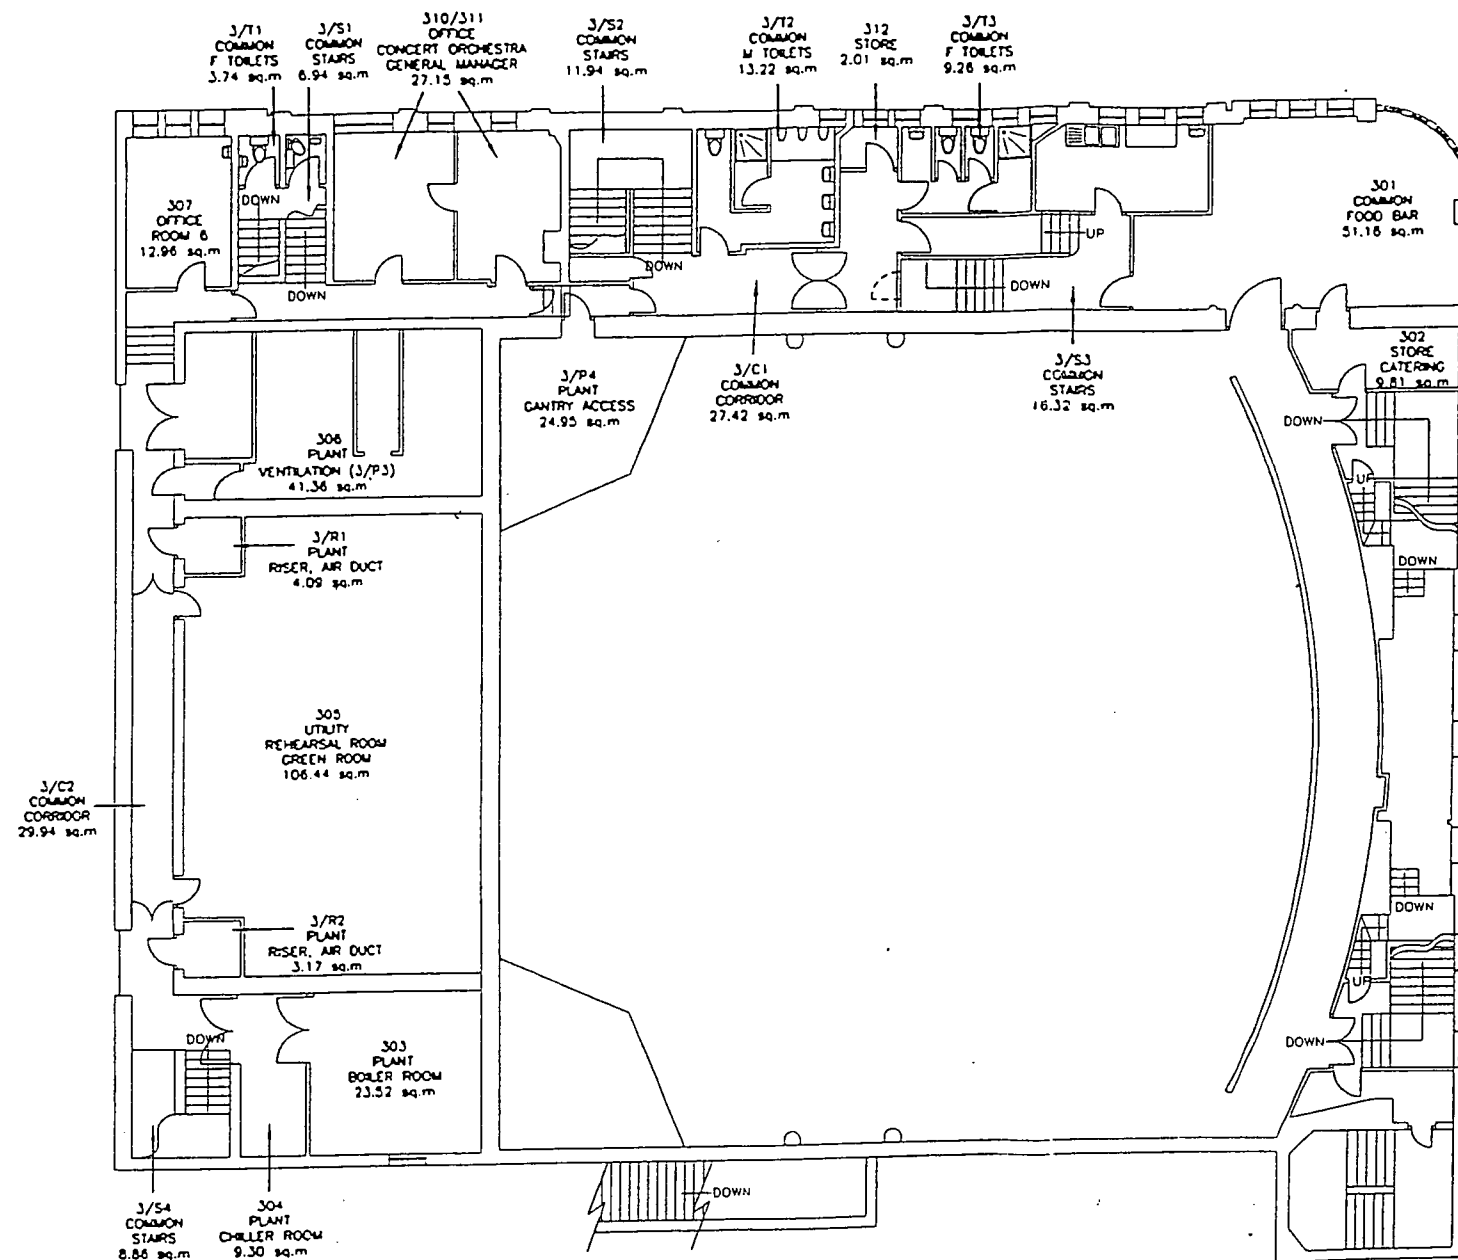 3/T1
COMMON
F TOILETS
3.74 sq.m
3/S1
COMMON
STAIRS
6.94 sq.m
310/311
OFFICE
CONCERT ORCHESTRA
GENERAL MANAGER
27.15 sq.m
3/S2
COMMON
STAIRS
11.94 sq.m
3/T2
COMMON
M TOILETS
13.22 sq.m
312
STORE
2.01 sq.m
3/T3
COMMON
F TOILETS
9.26 sq.m
307
OFFICE
ROOM 6
12.96 sq.m
DOWN
DOWN
DOWN
UP
DOWN
301
COMMON
FOOD BAR
51.16 sq.m
302
STORE
CATERING
9.81 sq.m
3/P4
PLANT
GANTRY ACCESS
24.95 sq.m
3/C1
COMMON
CORRIDOR
27.42 sq.m
3/S3
COMMON
STAIRS
16.32 sq.m
DOWN
UP
DOWN
306
PLANT
VENTILATION (3/P3)
41.36 sq.m
3/R1
PLANT
RISER, AIR DUCT
4.09 sq.m
305
UTILITY
REHEARSAL ROOM
GREEN ROOM
106.44 sq.m
3/C2
COMMON
CORRIDOR
29.94 sq.m
3/R2
PLANT
RISER, AIR DUCT
3.17 sq.m
DOWN
UP
DOWN
DOWN
303
PLANT
BOILER ROOM
23.52 sq.m
DOWN
3/S4
COMMON
STAIRS
8.86 sq.m
304
PLANT
CHILLER ROOM
9.30 sq.m